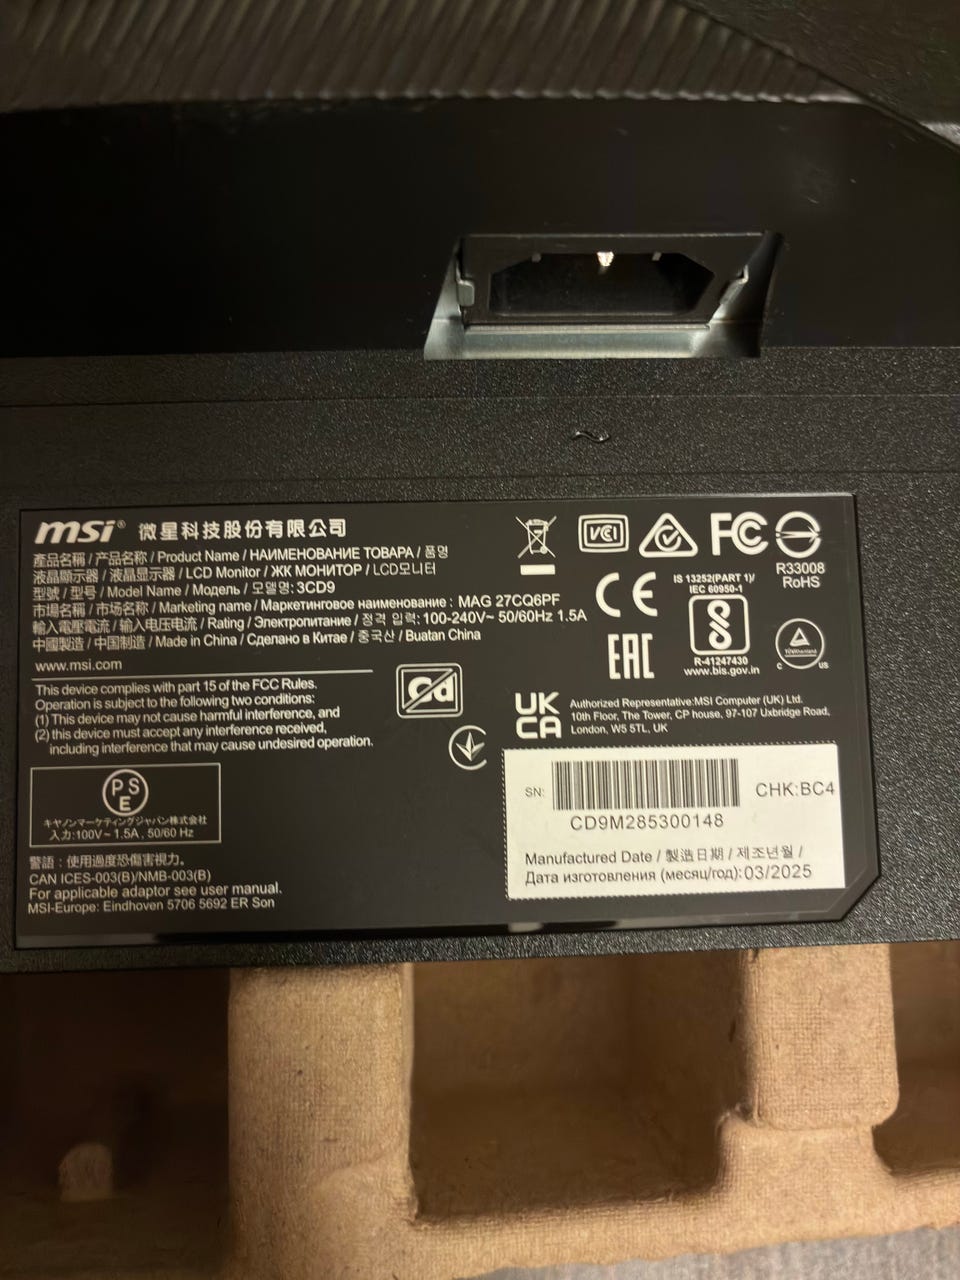 msi® 微星科技股份有限公司
產品名稱 / 产品名称 / Product Name / НАИМЕНОВАНИЕ ТОВАРА / 품명
液晶顯示器 / 液晶显示器 / LCD Monitor / ЖК МОНИТОР / LCD모니터
型號 / 型号 / Model Name / Модель / 모델명: 3CD9
市場名稱 / 市场名称 / Marketing name / Маркетинговое наименование : MAG 27CQ6PF
輸入電壓電流 / 输入电压电流 / Rating / Электропитание / 정격 입력: 100-240V~ 50/60Hz 1.5A
中國製造 / 中国制造 / Made in China / Сделано в Китае / 중국산 / Buatan China
www.msi.com
This device complies with part 15 of the FCC Rules.
Operation is subject to the following two conditions:
(1) This device may not cause harmful interference, and
(2) this device must accept any interference received,
including interference that may cause undesired operation.
PS
E
キヤノンマーケティングジャパン株式会社
入力:100V~ 1.5A , 50/60 Hz
警語 : 使用過度恐傷害視力。
CAN ICES-003(B)/NMB-003(B)
For applicable adaptor see user manual.
MSI-Europe: Eindhoven 5706 5692 ER Son
Cd
VCI
FC
R33008
RoHS
CE
IS 13252(PART 1)/
IEC 60950-1
R-41247430
www.bis.gov.in
EAC
TÜVRheinland
C US
UK
CA
Authorized Representative:MSI Computer (UK) Ltd.
10th Floor, The Tower, CP house, 97-107 Uxbridge Road,
London, W5 5TL, UK
SN:
CHK:BC4
CD9M285300148
Manufactured Date / 製造日期 / 제조년월 /
Дата изготовления (месяц/год): 03/2025